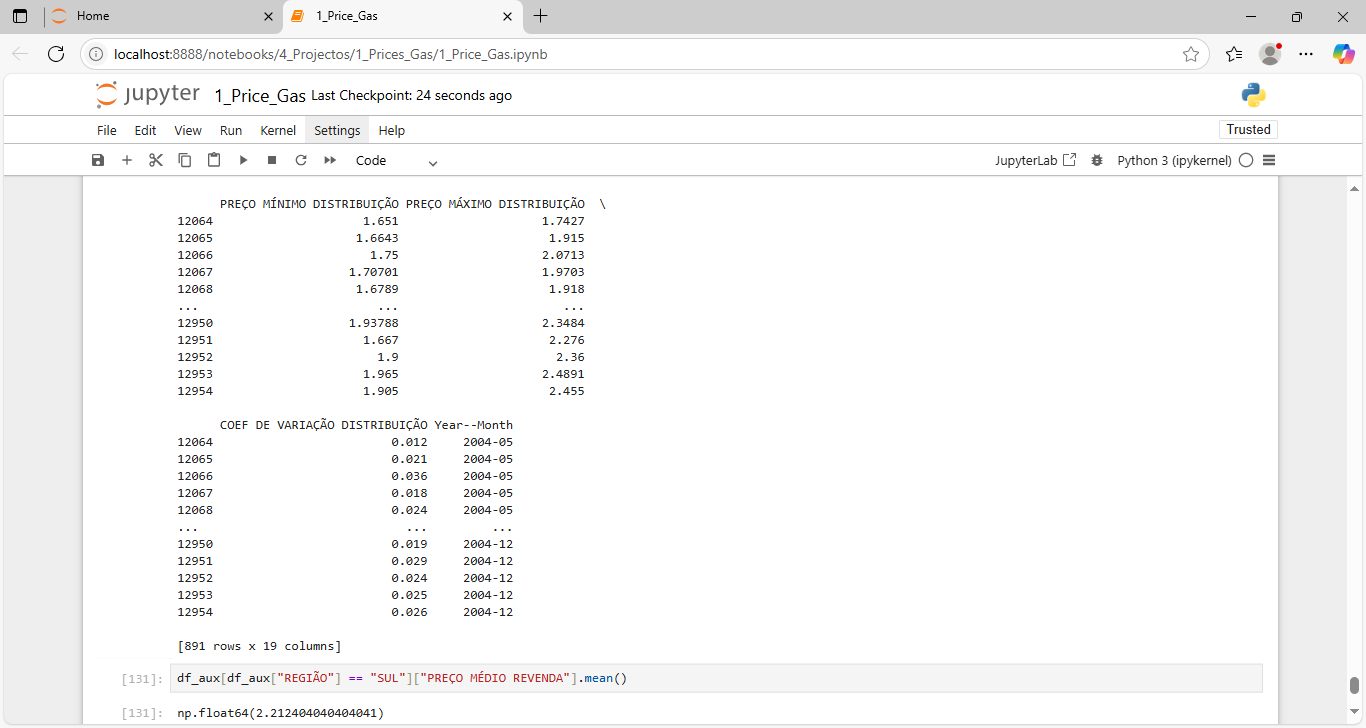 Home
1_Price_Gas
localhost:8888/notebooks/4_Projectos/1_Prices_Gas/1_Price_Gas.ipynb
jupyter 1_Price_Gas Last Checkpoint: 24 seconds ago
File Edit View Run Kernel Settings Help
Trusted
Code
JupyterLab
Python 3 (ipykernel)
PREÇO MÍNIMO DISTRIBUIÇÃO PREÇO MÁXIMO DISTRIBUIÇÃO \
12064 1.651 1.7427
12065 1.6643 1.915
12066 1.75 2.0713
12067 1.70701 1.9703
12068 1.6789 1.918
... ... ...
12950 1.93788 2.3484
12951 1.667 2.276
12952 1.9 2.36
12953 1.965 2.4891
12954 1.905 2.455
COEF DE VARIAÇÃO DISTRIBUIÇÃO Year--Month
12064 0.012 2004-05
12065 0.021 2004-05
12066 0.036 2004-05
12067 0.018 2004-05
12068 0.024 2004-05
... ... ...
12950 0.019 2004-12
12951 0.029 2004-12
12952 0.024 2004-12
12953 0.025 2004-12
12954 0.026 2004-12
[891 rows x 19 columns]
[131]: df_aux[df_aux["REGIÃO"] == "SUL"]["PREÇO MÉDIO REVENDA"].mean()
[131]: np.float64(2.212404040404041)